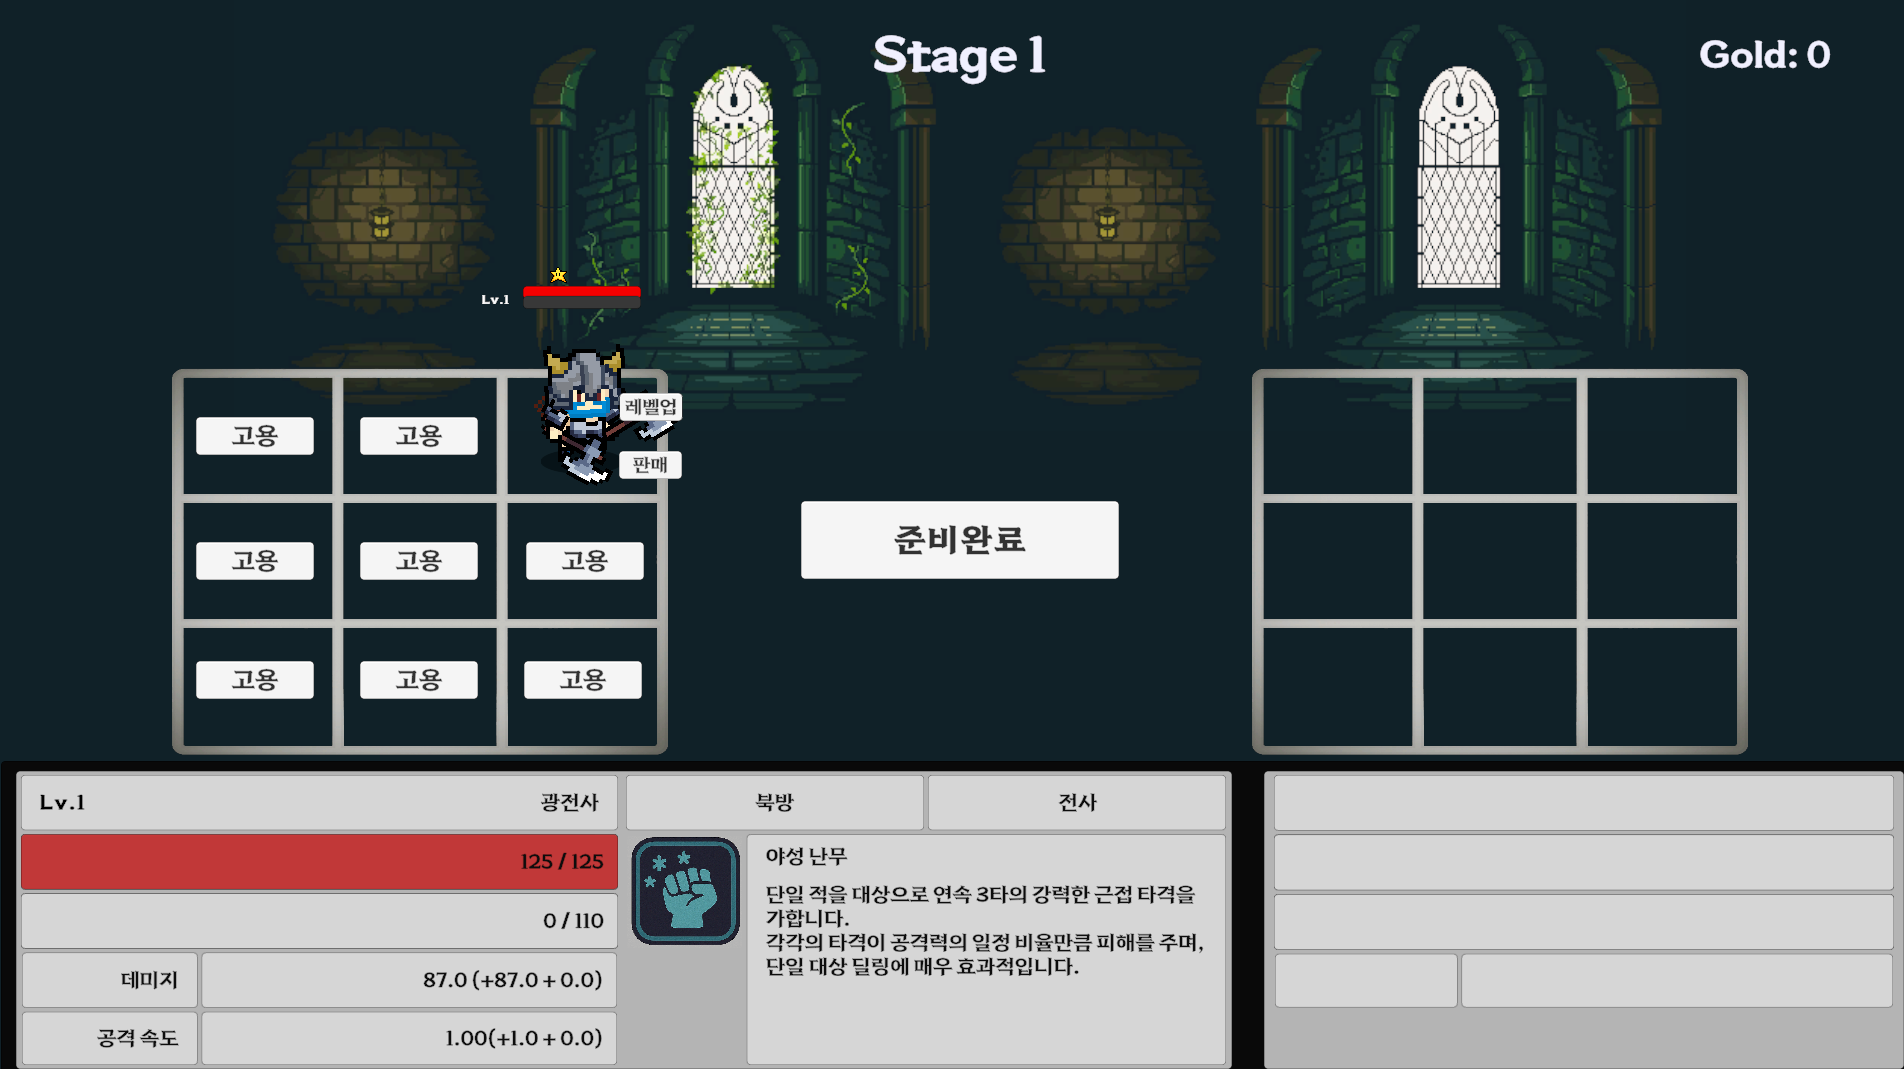 Stage 1
Gold: 0
Lv.1
레벨업
고용
고용
판매
준비완료
고용
고용
고용
고용
고용
고용
Lv.1
광전사
북방
전사
125 / 125
0 / 110
데미지
87.0 (+87.0 + 0.0)
공격 속도
1.00(+1.0 + 0.0)
야성 난무
단일 적을 대상으로 연속 3타의 강력한 근접 타격을
가합니다.
각각의 타격이 공격력의 일정 비율만큼 피해를 주며,
단일 대상 딜링에 매우 효과적입니다.